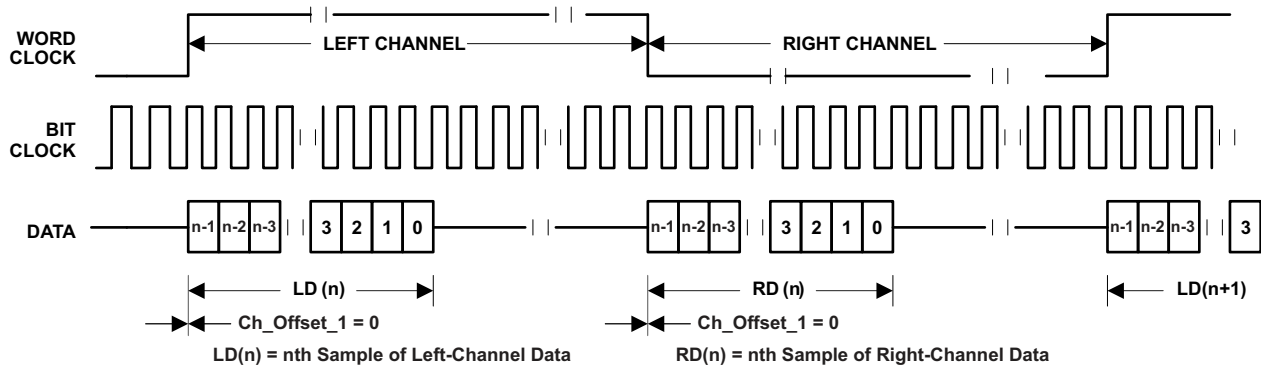 WORD CLOCK
LEFT CHANNEL
RIGHT CHANNEL
BIT CLOCK
DATA
n-1 n-2 n-3 3 2 1 0
n-1 n-2 n-3 3 2 1 0
n-1 n-2 n-3 3
LD (n)
RD (n)
LD(n+1)
Ch_Offset_1 = 0
Ch_Offset_1 = 0
LD(n) = nth Sample of Left-Channel Data
RD(n) = nth Sample of Right-Channel Data